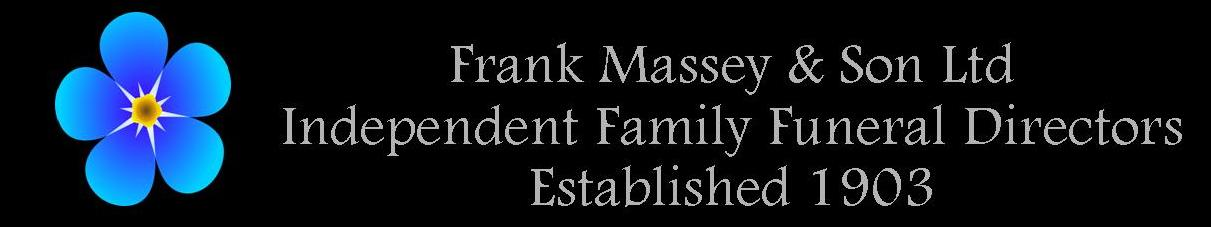 Frank Massey & Son Ltd
Independent Family Funeral Directors
Established 1903